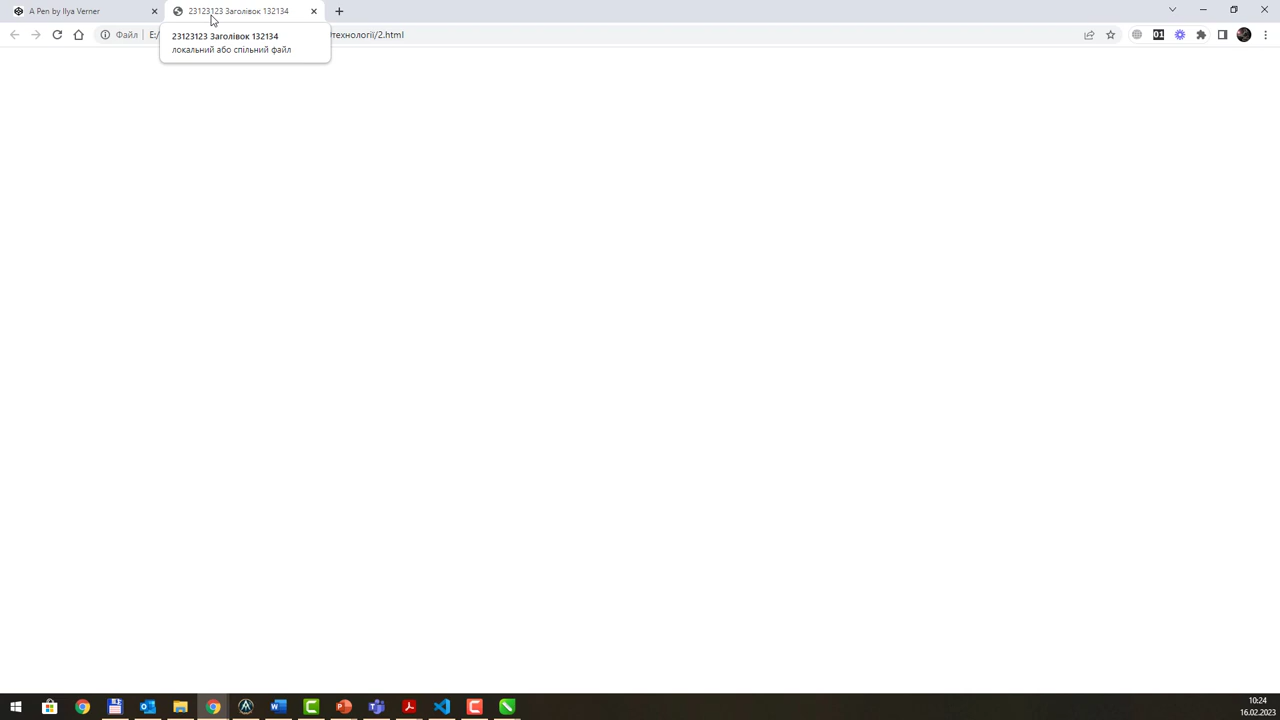 A Pen by Ilya Verner
23123123 Заголівок 132134
Файл
E:/
/технології/2.html
23123123 Заголівок 132134
локальний або спільний файл
01
10:24
16.02.2023